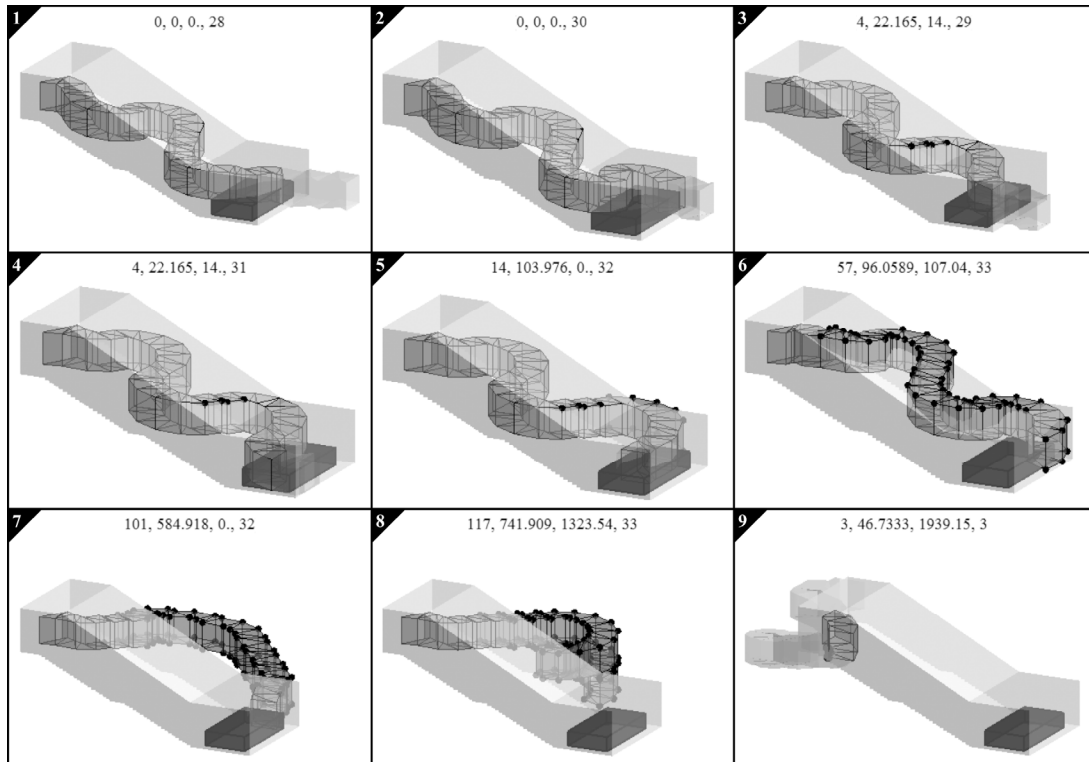 1
0, 0, 0., 28
2
0, 0, 0., 30
3
4, 22.165, 14., 29
4
4, 22.165, 14., 31
5
14, 103.976, 0., 32
6
57, 96.0589, 107.04, 33
7
101, 584.918, 0., 32
8
117, 741.909, 1323.54, 33
9
3, 46.7333, 1939.15, 3